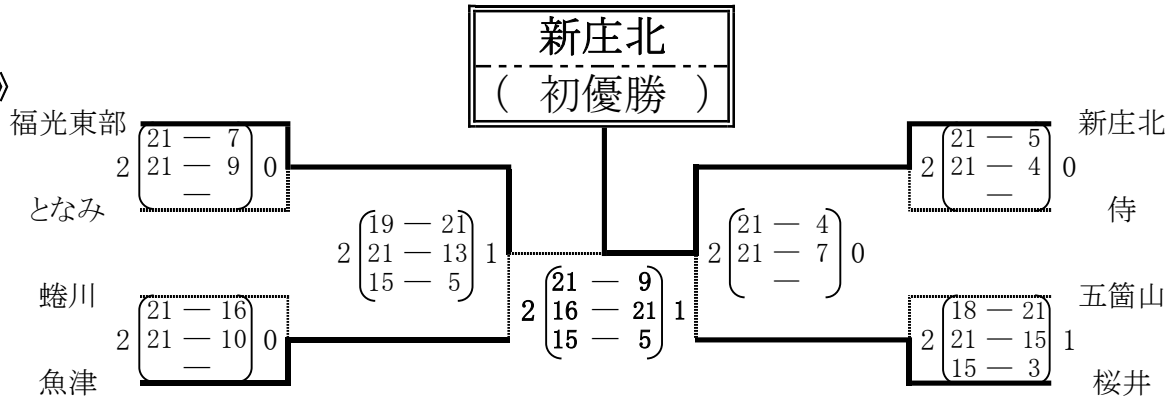 新庄北
( 初優勝 )
》
福光東部
2 21 ― 7 0
21 ― 9
―
となみ
蜷川
2 21 ― 16 0
21 ― 10
―
魚津
2 19 ― 21 1
21 ― 13
15 ― 5
2 21 ― 9 1
16 ― 21
15 ― 5
2 21 ― 4 0
21 ― 7
―
新庄北
2 21 ― 5 0
21 ― 4
―
侍
五箇山
2 18 ― 21 1
21 ― 15
15 ― 3
桜井